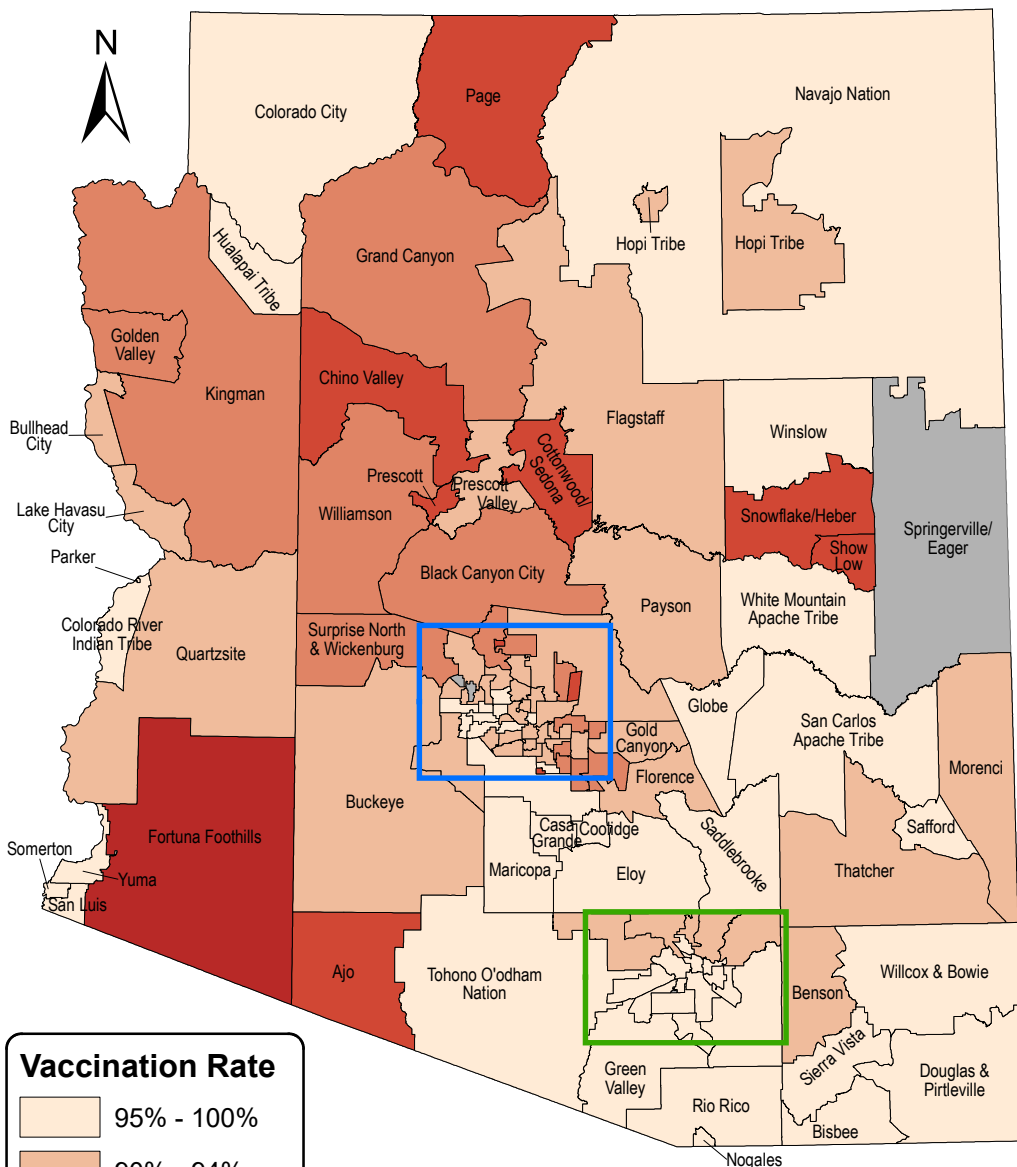 N
Colorado City
Page
Navajo Nation
Hualapai Tribe
Grand Canyon
Hopi Tribe
Hopi Tribe
Golden
Valley
Kingman
Chino Valley
Bullhead
City
Flagstaff
Winslow
Cottonwood/
Sedona
Prescott
Prescott
Valley
Lake Havasu
City
Williamson
Snowflake/Heber
Show
Low
Springerville/
Eager
Parker
Black Canyon City
Payson
White Mountain
Apache Tribe
Colorado River
Indian Tribe
Quartzsite
Surprise North
& Wickenburg
Globe
San Carlos
Apache Tribe
Gold
Canyon
Florence
Morenci
Buckeye
Fortuna Foothills
Casa
Grande
Coolidge
Saddlebrooke
Safford
Somerton
Yuma
San Luis
Maricopa
Eloy
Thatcher
Ajo
Tohono O'odham
Nation
Benson
Willcox & Bowie
Sierra Vista
Green
Valley
Rio Rico
Douglas &
Pirtleville
Bisbee
Nogales
Vaccination Rate
95% - 100%
90% - 94%